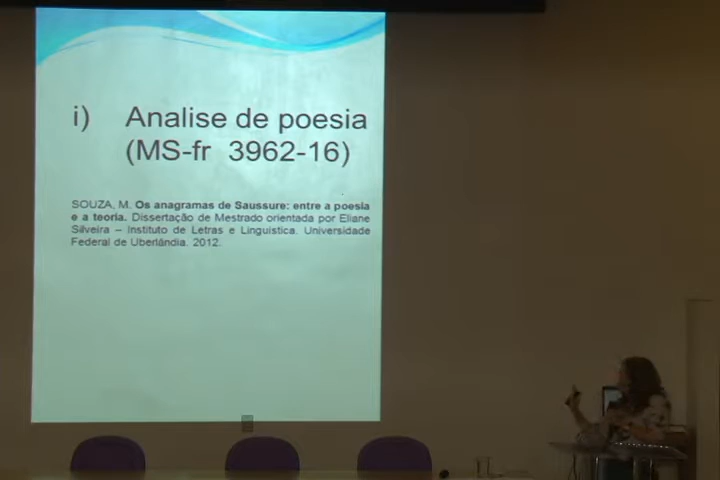 i) Analise de poesia
(MS-fr 3962-16)
SOUZA, M. Os anagramas de Saussure: entre a poesia
e a teoria. Dissertação de Mestrado orientada por Eliane
Silveira – Instituto de Letras e Linguística. Universidade
Federal de Uberlândia. 2012.